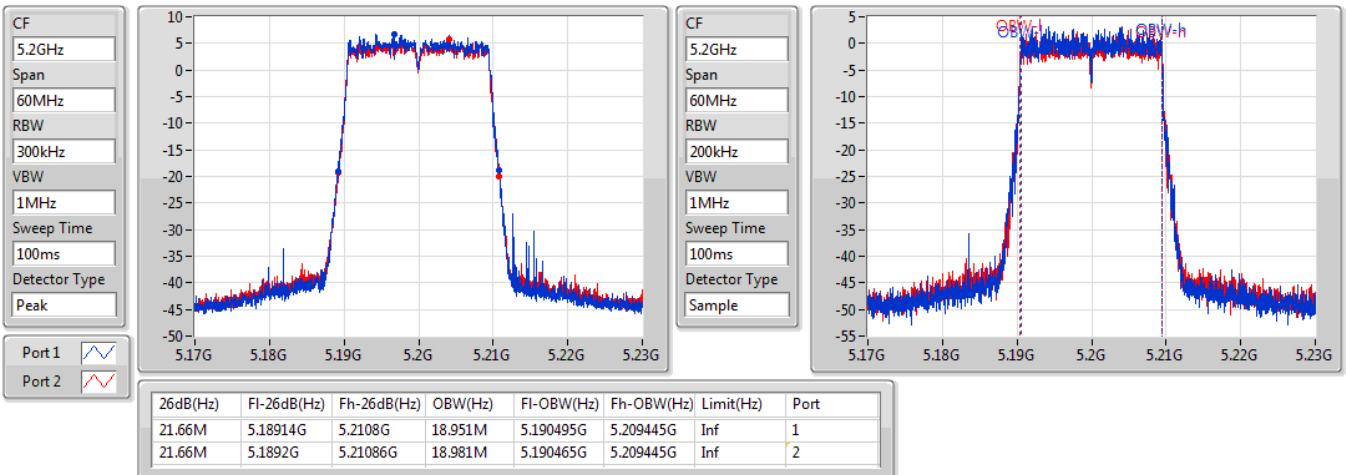 CF
5.2GHz
Span
60MHz
RBW
300kHz
VBW
1MHz
Sweep Time
100ms
Detector Type
Peak
Port 1
Port 2
10
5
0
-5
-10
-15
-20
-25
-30
-35
-40
-45
-50
5.17G 5.18G 5.19G 5.2G 5.21G 5.22G 5.23G
CF
5.2GHz
Span
60MHz
RBW
200kHz
VBW
1MHz
Sweep Time
100ms
Detector Type
Sample
5
0
-5
-10
-15
-20
-25
-30
-35
-40
-45
-50
-55
OBW-l OBW-h
5.17G 5.18G 5.19G 5.2G 5.21G 5.22G 5.23G
26dB(Hz) Fl-26dB(Hz) Fh-26dB(Hz) OBW(Hz) Fl-OBW(Hz) Fh-OBW(Hz) Limit(Hz) Port
21.66M 5.18914G 5.2108G 18.951M 5.190495G 5.209445G Inf 1
21.66M 5.1892G 5.21086G 18.981M 5.190465G 5.209445G Inf 2